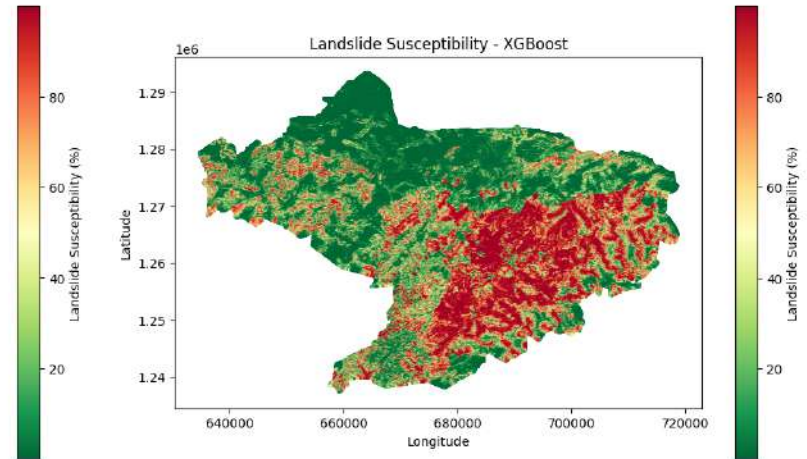 80
60
40
20
Landslide Susceptibility (%)
Landslide Susceptibility - XGBoost
1e6
1.29
1.28
1.27
1.26
1.25
1.24
Latitude
640000 660000 680000 700000 720000
Longitude
80
60
40
20
Landslide Susceptibility (%)